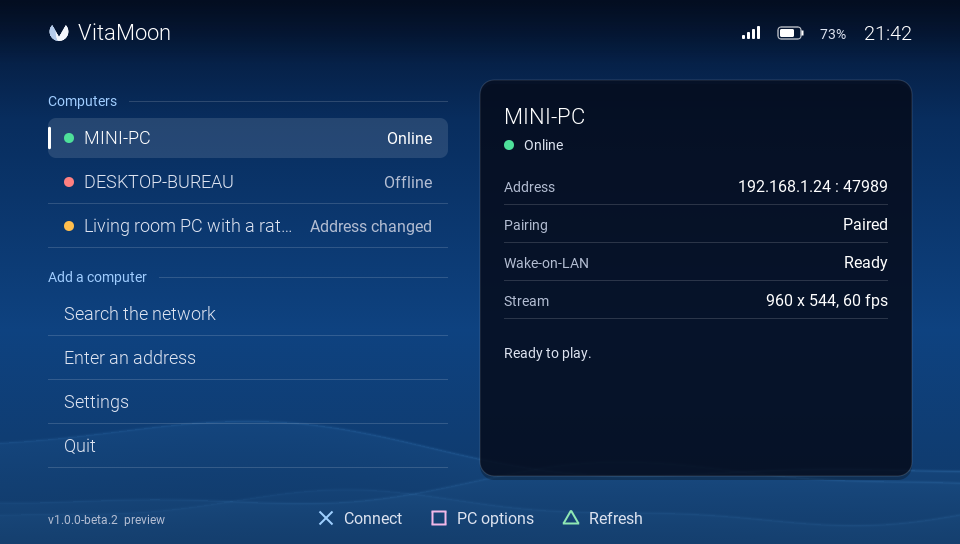 VitaMoon
73% 21:42
Computers
MINI-PC Online
DESKTOP-BUREAU Offline
Living room PC with a rat... Address changed
Add a computer
Search the network
Enter an address
Settings
Quit
MINI-PC
Online
Address 192.168.1.24 : 47989
Pairing Paired
Wake-on-LAN Ready
Stream 960 x 544, 60 fps
Ready to play.
v1.0.0-beta.2 preview
Connect PC options Refresh